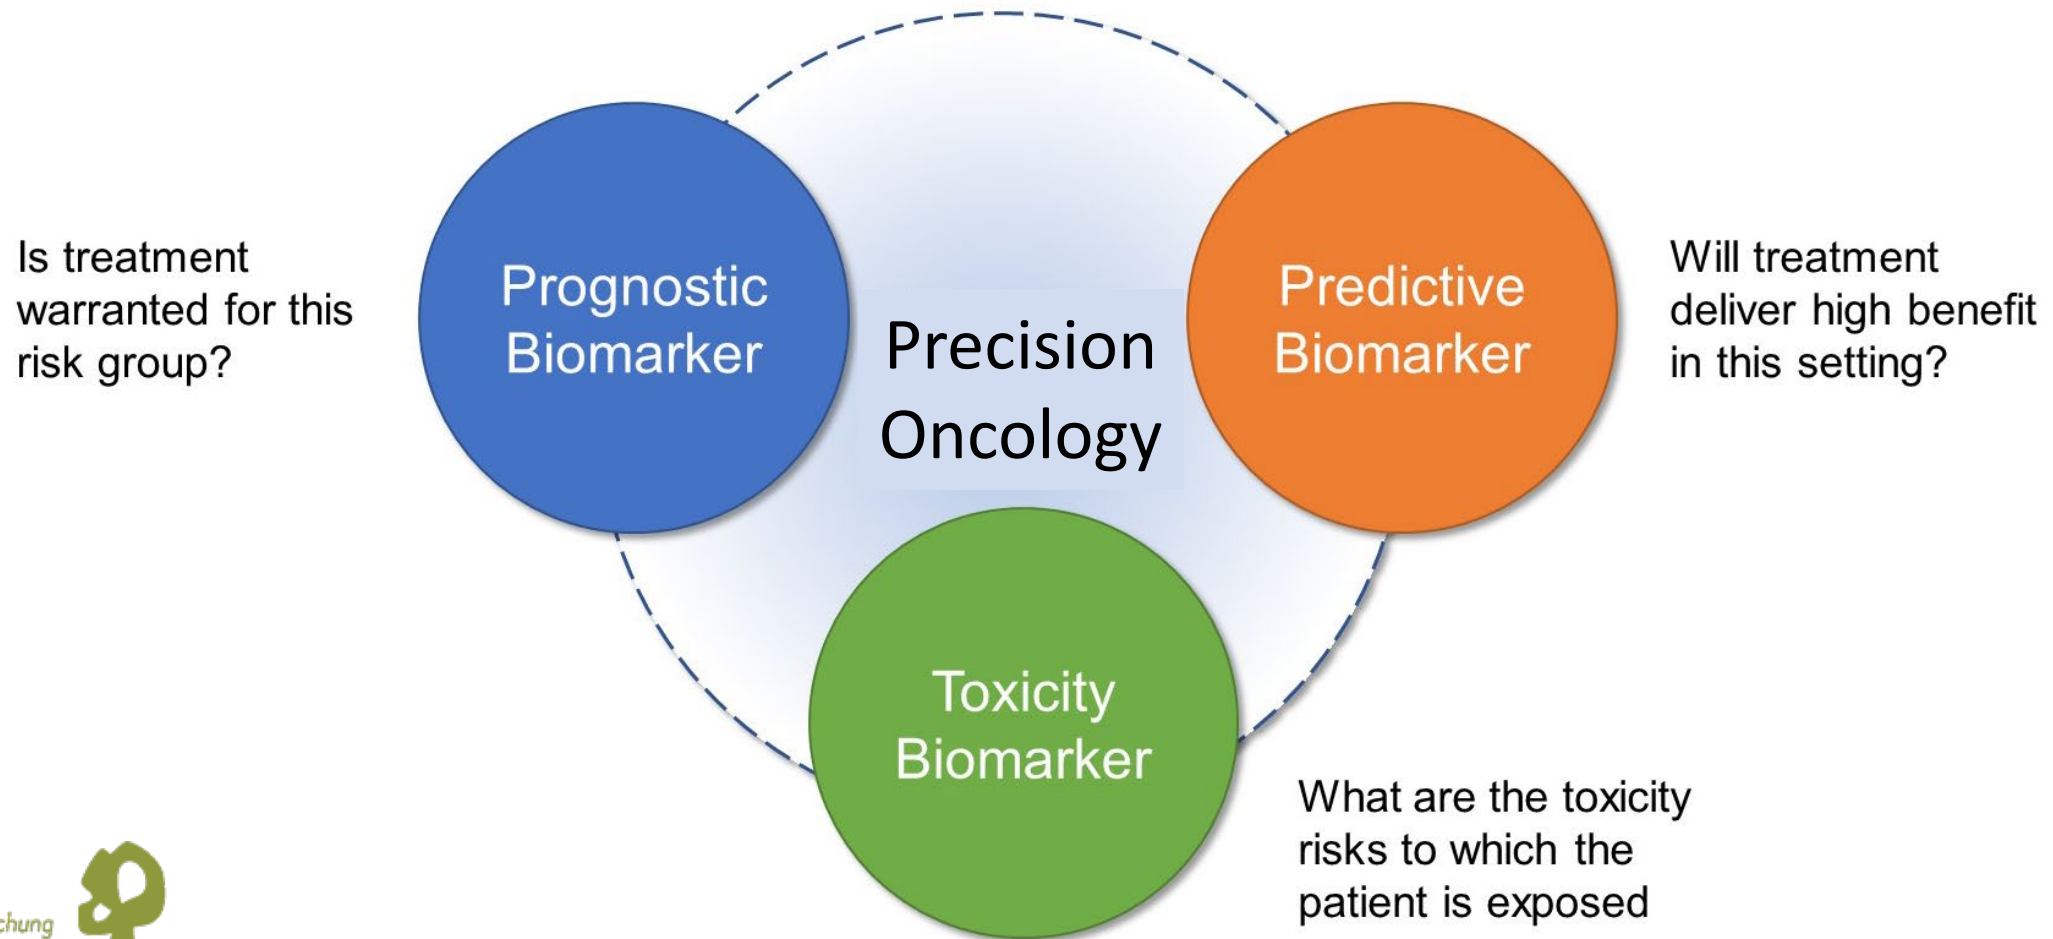 Is treatment
warranted for this
risk group?
Prognostic
Biomarker
Precision
Oncology
Predictive
Biomarker
Will treatment
deliver high benefit
in this setting?
Toxicity
Biomarker
What are the toxicity
risks to which the
patient is exposed
chung